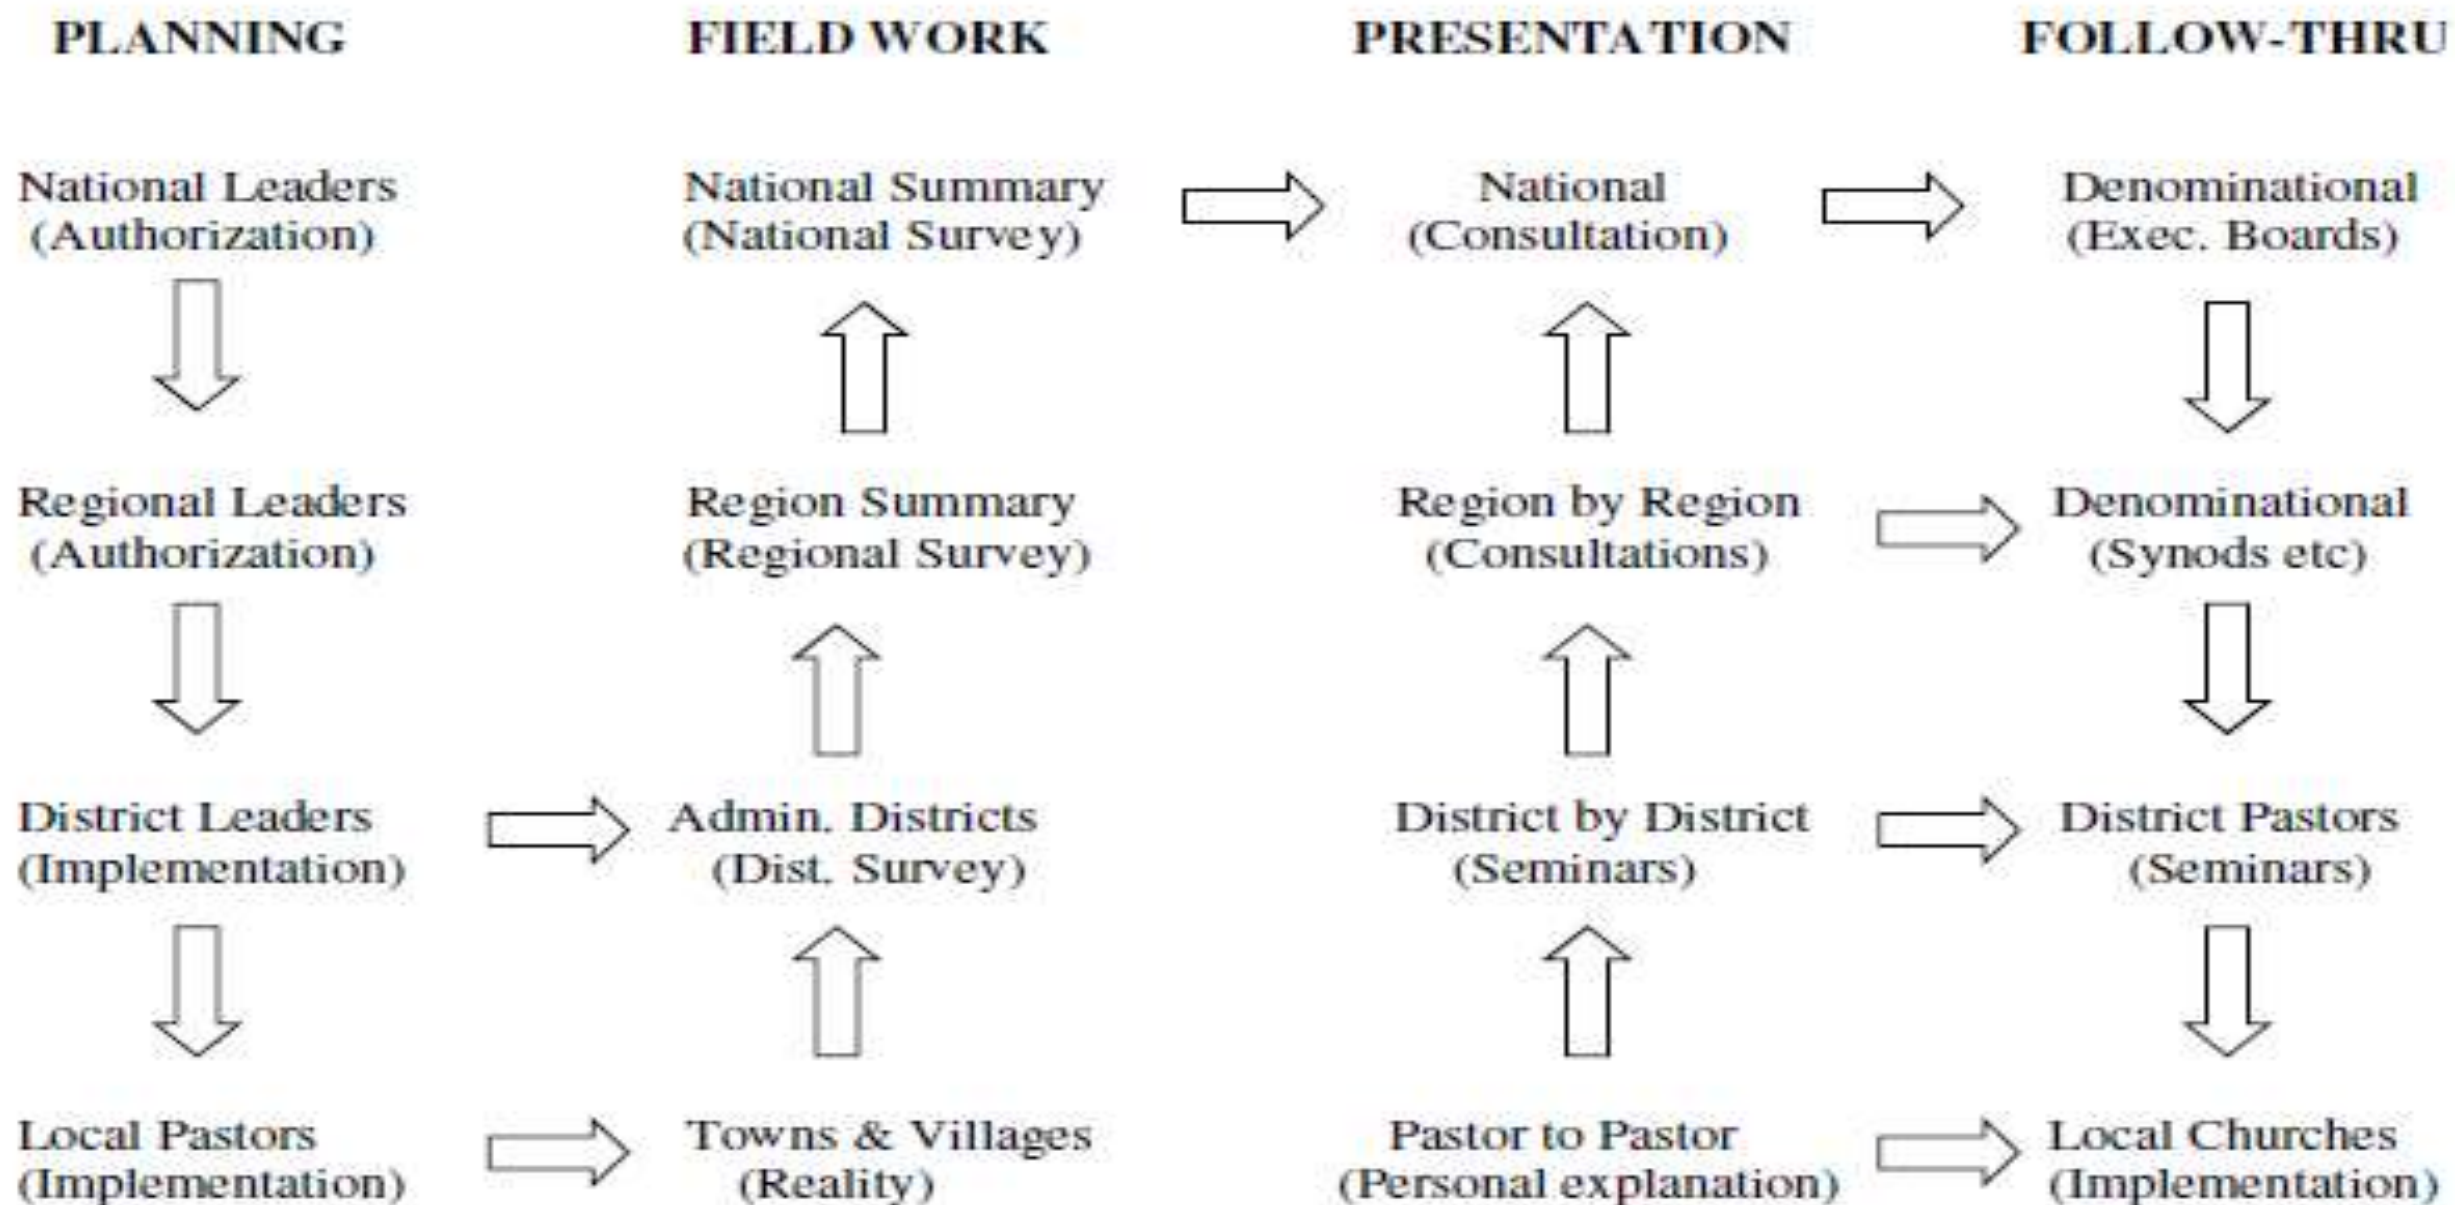 PLANNING FIELD WORK PRESENTATION FOLLOW-THRU
National Leaders National Summary National Denominational
(Authorization) (National Survey) (Consultation) (Exec. Boards)
Regional Leaders Region Summary Region by Region Denominational
(Authorization) (Regional Survey) (Consultations) (Synods etc)
District Leaders Admin. Districts District by District District Pastors
(Implementation) (Dist. Survey) (Seminars) (Seminars)
Local Pastors Towns & Villages Pastor to Pastor Local Churches
(Implementation) (Reality) (Personal explanation) (Implementation)